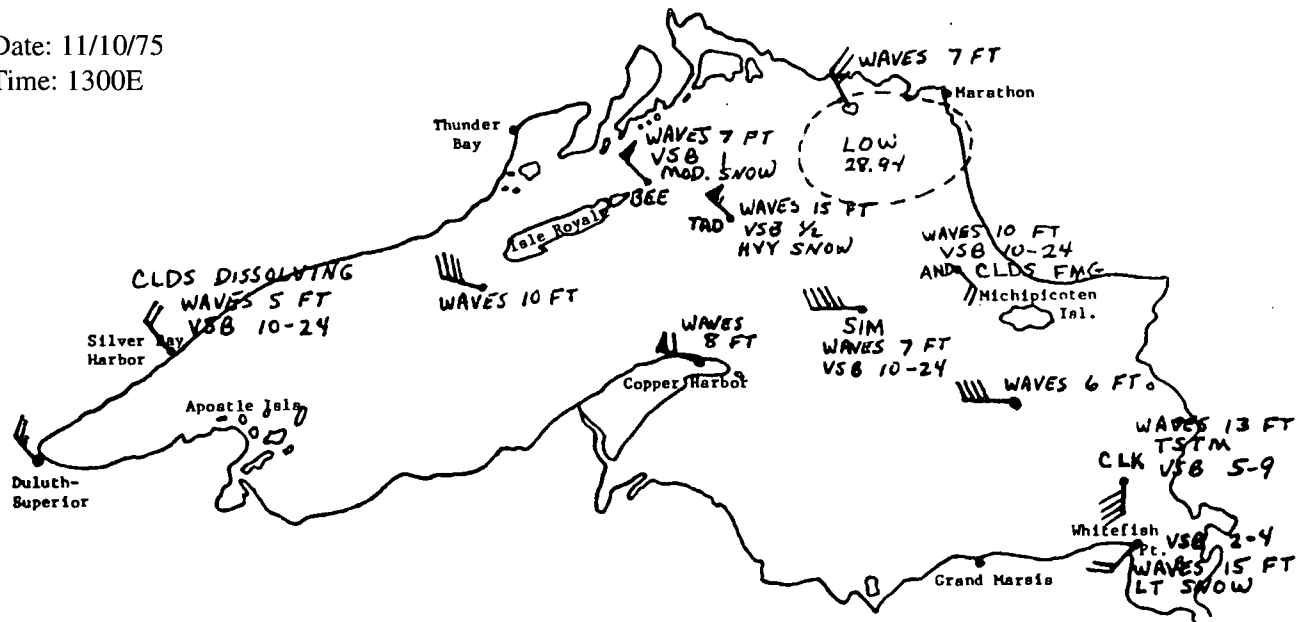 Date: 11/10/75
Time: 1300E
WAVES 7 FT
Marathon
Thunder
Bay
WAVES 7 FT
VSB 1
MOD. SNOW
BEE
LOW
28.94
Isle Royale
TAD
WAVES 15 FT
VSB 1/2
HVY SNOW
WAVES 10 FT
VSB 10-24
AND CLDS FMG
Michipicoten
Isl.
CLDS DISSOLVING
WAVES 5 FT
VSB 10-24
Silver Bay
Harbor
WAVES 10 FT
WAVES
8 FT
Copper Harbor
SIM
WAVES 7 FT
VSB 10-24
WAVES 6 FT
Apostle Isls
Duluth-
Superior
WAVES 13 FT
TSTM
CLK VSB 5-9
Whitefish
Pt. VSB 2-4
WAVES 15 FT
LT SNOW
Grand Marais